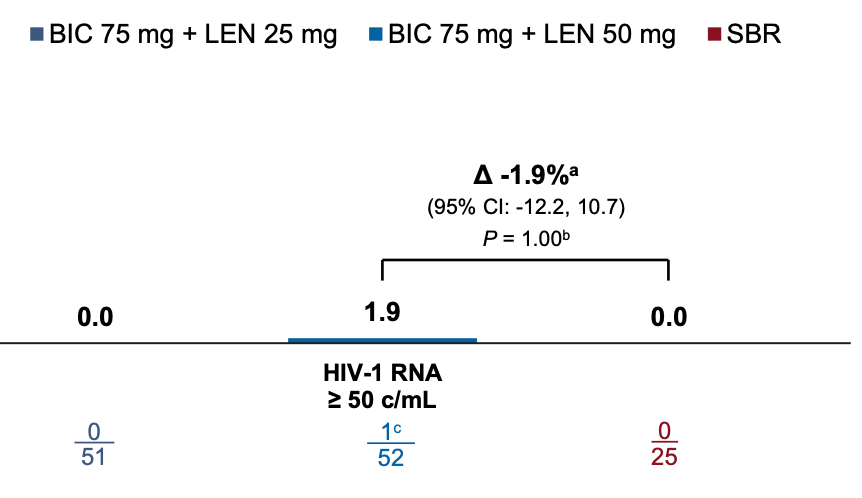 BIC 75 mg + LEN 25 mg BIC 75 mg + LEN 50 mg SBR
Δ -1.9%ᵃ
(95% CI: -12.2, 10.7)
P = 1.00ᵇ
0.0 1.9 0.0
HIV-1 RNA
≥ 50 c/mL
0 1ᶜ 0
51 52 25